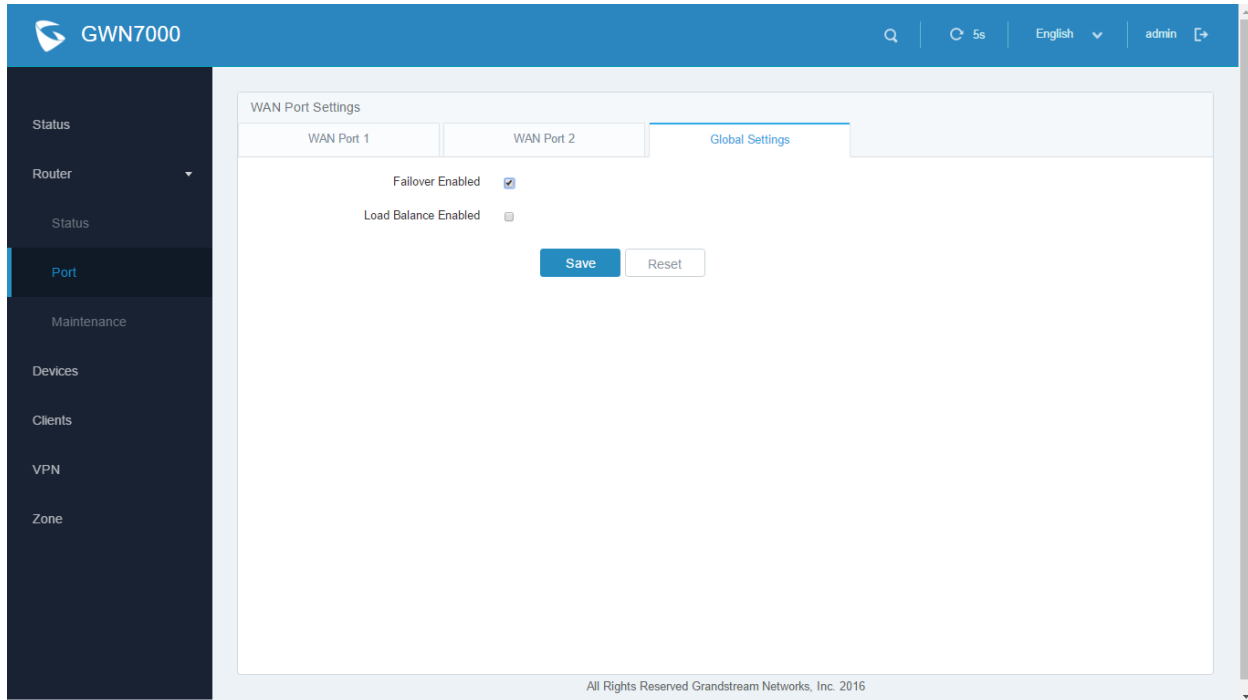 GWN7000
5s
English
admin
Status
Router
Status
Port
Maintenance
Devices
Clients
VPN
Zone
WAN Port Settings
WAN Port 1
WAN Port 2
Global Settings
Failover Enabled
Load Balance Enabled
Save
Reset
All Rights Reserved Grandstream Networks, Inc. 2016